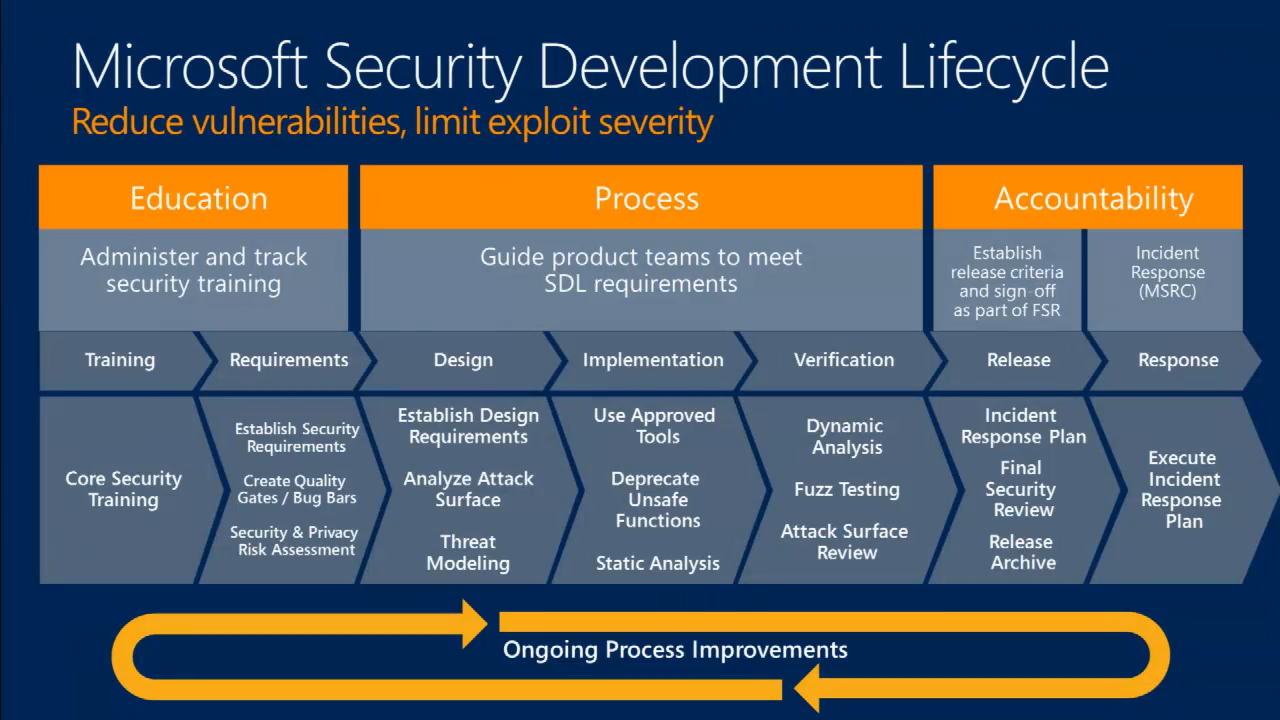 Microsoft Security Development Lifecycle
Reduce vulnerabilities, limit exploit severity
Education
Process
Accountability
Administer and track
security training
Guide product teams to meet
SDL requirements
Establish
release criteria
and sign-off
as part of FSR
Incident
Response
(MSRC)
Training
Requirements
Design
Implementation
Verification
Release
Response
Core Security
Training
Establish Security
Requirements
Create Quality
Gates / Bug Bars
Security & Privacy
Risk Assessment
Establish Design
Requirements
Analyze Attack
Surface
Threat
Modeling
Use Approved
Tools
Deprecate
Unsafe
Functions
Static Analysis
Dynamic
Analysis
Fuzz Testing
Attack Surface
Review
Incident
Response Plan
Final
Security
Review
Release
Archive
Execute
Incident
Response
Plan
Ongoing Process Improvements